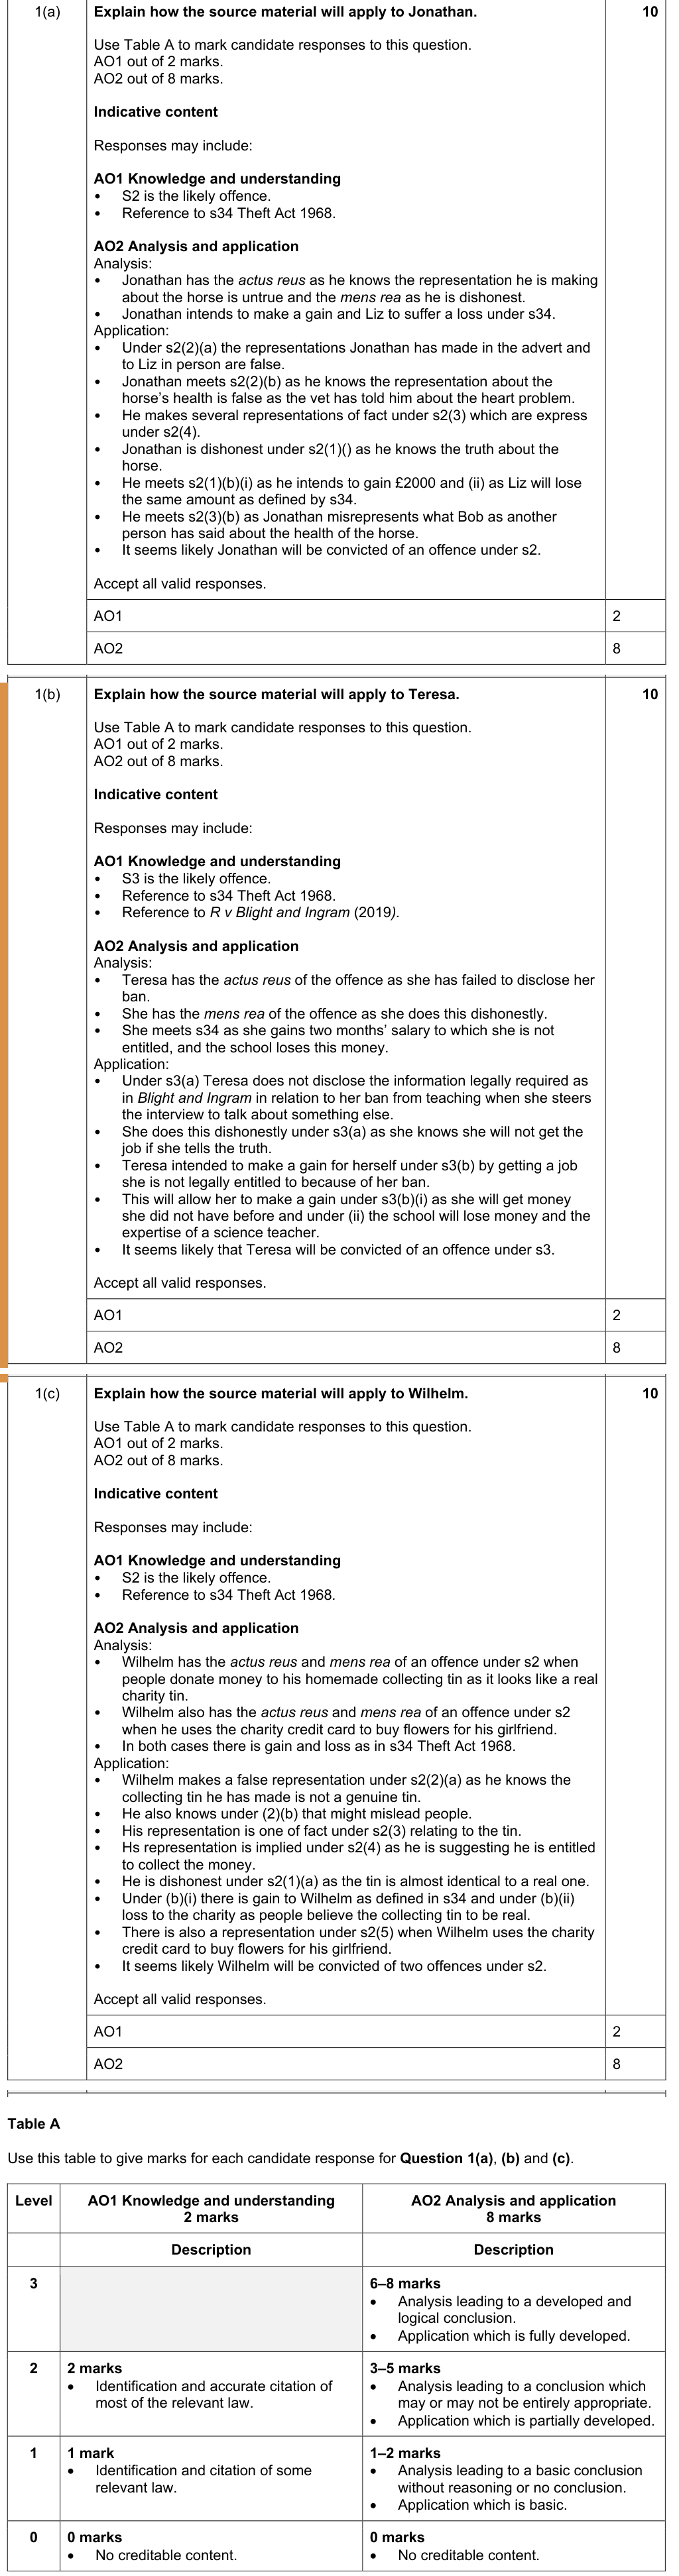 1(a) Explain how the source material will apply to Jonathan. 10
Use Table A to mark candidate responses to this question.
AO1 out of 2 marks.
AO2 out of 8 marks.
Indicative content
Responses may include:
AO1 Knowledge and understanding
• S2 is the likely offence.
• Reference to s34 Theft Act 1968.
AO2 Analysis and application
Analysis:
• Jonathan has the actus reus as he knows the representation he is making
about the horse is untrue and the mens rea as he is dishonest.
• Jonathan intends to make a gain and Liz to suffer a loss under s34.
Application:
• Under s2(2)(a) the representations Jonathan has made in the advert and
to Liz in person are false.
• Jonathan meets s2(2)(b) as he knows the representation about the
horse's health is false as the vet has told him about the heart problem.
• He makes several representations of fact under s2(3) which are express
under s2(4).
• Jonathan is dishonest under s2(1)() as he knows the truth about the
horse.
• He meets s2(1)(b)(i) as he intends to gain £2000 and (ii) as Liz will lose
the same amount as defined by s34.
• He meets s2(3)(b) as Jonathan misrepresents what Bob as another
person has said about the health of the horse.
• It seems likely Jonathan will be convicted of an offence under s2.
Accept all valid responses.
AO1 2
AO2 8
1(b) Explain how the source material will apply to Teresa. 10
Use Table A to mark candidate responses to this question.
AO1 out of 2 marks.
AO2 out of 8 marks.
Indicative content
Responses may include:
AO1 Knowledge and understanding
• S3 is the likely offence.
• Reference to s34 Theft Act 1968.
• Reference to R v Blight and Ingram (2019).
AO2 Analysis and application
Analysis:
• Teresa has the actus reus of the offence as she has failed to disclose her
ban.
• She has the mens rea of the offence as she does this dishonestly.
• She meets s34 as she gains two months' salary to which she is not
entitled, and the school loses this money.
Application:
• Under s3(a) Teresa does not disclose the information legally required as
in Blight and Ingram in relation to her ban from teaching when she steers
the interview to talk about something else.
• She does this dishonestly under s3(a) as she knows she will not get the
job if she tells the truth.
• Teresa intended to make a gain for herself under s3(b) by getting a job
she is not legally entitled to because of her ban.
• This will allow her to make a gain under s3(b)(i) as she will get money
she did not have before and under (ii) the school will lose money and the
expertise of a science teacher.
• It seems likely that Teresa will be convicted of an offence under s3.
Accept all valid responses.
AO1 2
AO2 8
1(c) Explain how the source material will apply to Wilhelm. 10
Use Table A to mark candidate responses to this question.
AO1 out of 2 marks.
AO2 out of 8 marks.
Indicative content
Responses may include:
AO1 Knowledge and understanding
• S2 is the likely offence.
• Reference to s34 Theft Act 1968.
AO2 Analysis and application
Analysis:
• Wilhelm has the actus reus and mens rea of an offence under s2 when
people donate money to his homemade collecting tin as it looks like a real
charity tin.
• Wilhelm also has the actus reus and mens rea of an offence under s2
when he uses the charity credit card to buy flowers for his girlfriend.
• In both cases there is gain and loss as in s34 Theft Act 1968.
Application:
• Wilhelm makes a false representation under s2(2)(a) as he knows the
collecting tin he has made is not a genuine tin.
• He also knows under (2)(b) that might mislead people.
• His representation is one of fact under s2(3) relating to the tin.
• Hs representation is implied under s2(4) as he is suggesting he is entitled
to collect the money.
• He is dishonest under s2(1)(a) as the tin is almost identical to a real one.
• Under (b)(i) there is gain to Wilhelm as defined in s34 and under (b)(ii)
loss to the charity as people believe the collecting tin to be real.
• There is also a representation under s2(5) when Wilhelm uses the charity
credit card to buy flowers for his girlfriend.
• It seems likely Wilhelm will be convicted of two offences under s2.
Accept all valid responses.
AO1 2
AO2 8
Table A
Use this table to give marks for each candidate response for Question 1(a), (b) and (c).
Level
AO1 Knowledge and understanding
2 marks
AO2 Analysis and application
8 marks
Description
Description
3
6–8 marks
• Analysis leading to a developed and
logical conclusion.
• Application which is fully developed.
2
2 marks
• Identification and accurate citation of
most of the relevant law.
3–5 marks
• Analysis leading to a conclusion which
may or may not be entirely appropriate.
• Application which is partially developed.
1
1 mark
• Identification and citation of some
relevant law.
1–2 marks
• Analysis leading to a basic conclusion
without reasoning or no conclusion.
• Application which is basic.
0
0 marks
• No creditable content.
0 marks
• No creditable content.